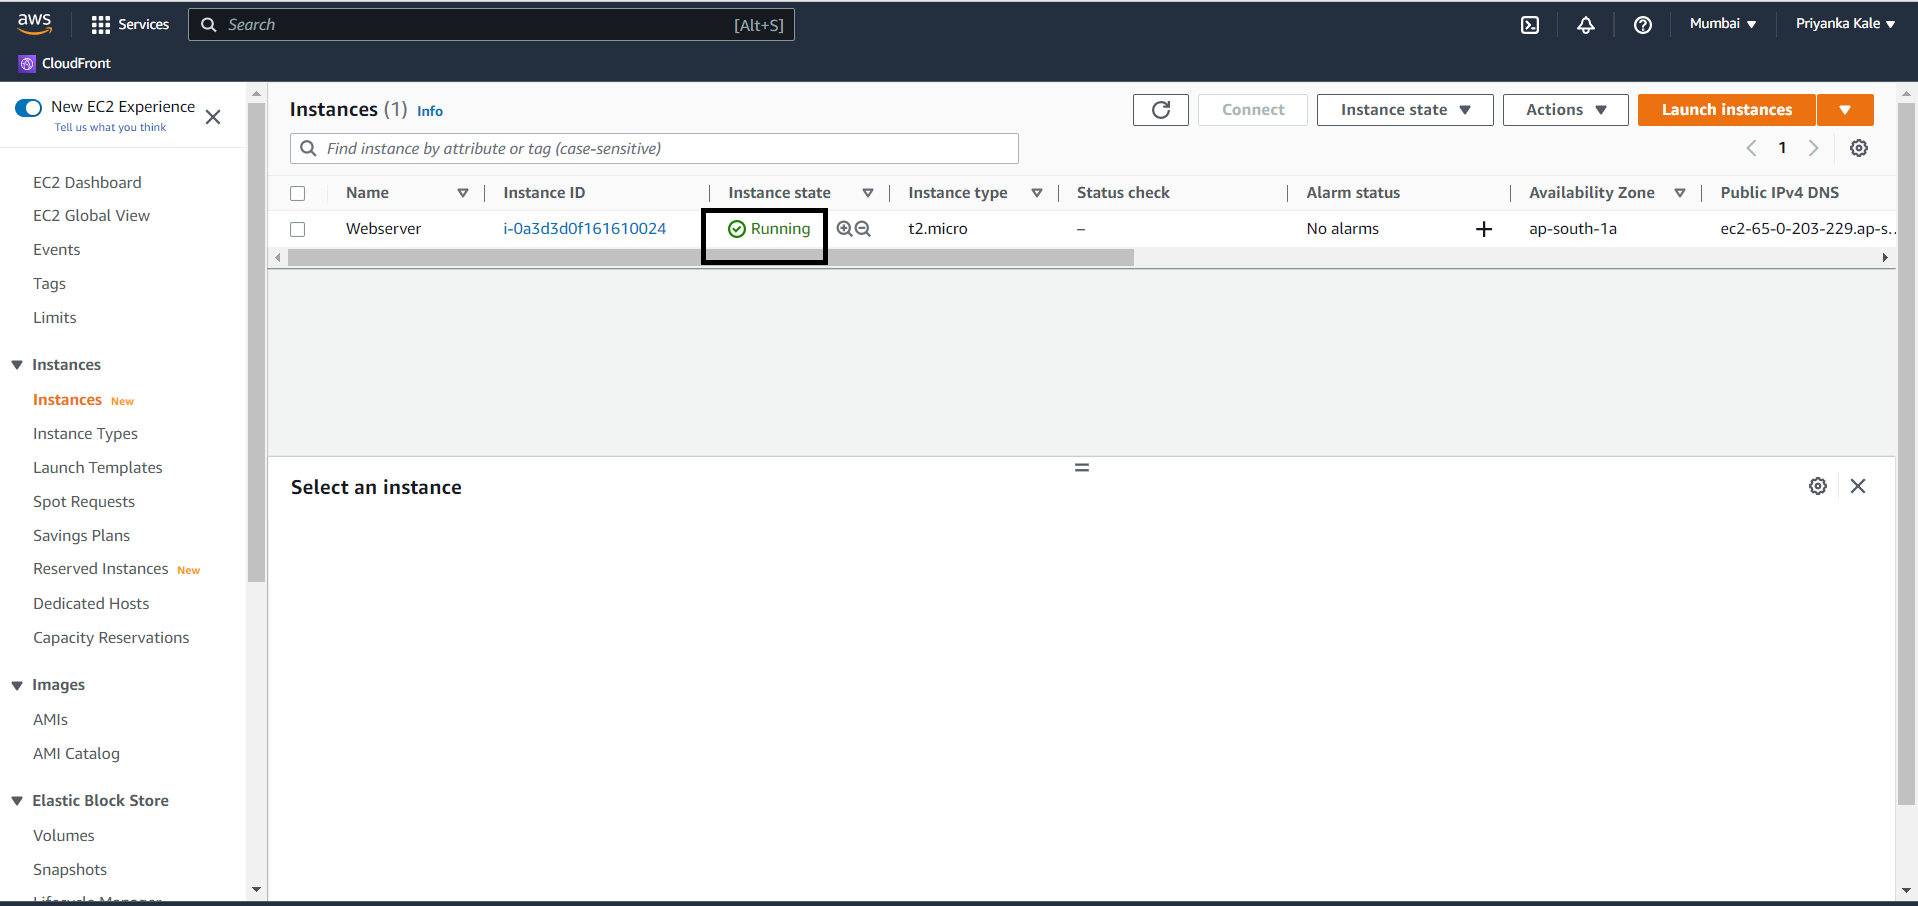 aws
Services
Search
[Alt+S]
Mumbai
Priyanka Kale
CloudFront
New EC2 Experience
Tell us what you think
EC2 Dashboard
EC2 Global View
Events
Tags
Limits
Instances
Instances New
Instance Types
Launch Templates
Spot Requests
Savings Plans
Reserved Instances New
Dedicated Hosts
Capacity Reservations
Images
AMIs
AMI Catalog
Elastic Block Store
Volumes
Snapshots
Lifecycle Manager
Instances (1) Info
Connect
Instance state
Actions
Launch instances
Find instance by attribute or tag (case-sensitive)
1
Name Instance ID Instance state Instance type Status check Alarm status Availability Zone Public IPv4 DNS
Webserver i-0a3d3d0f161610024 Running t2.micro – No alarms + ap-south-1a ec2-65-0-203-229.ap-s...
Select an instance